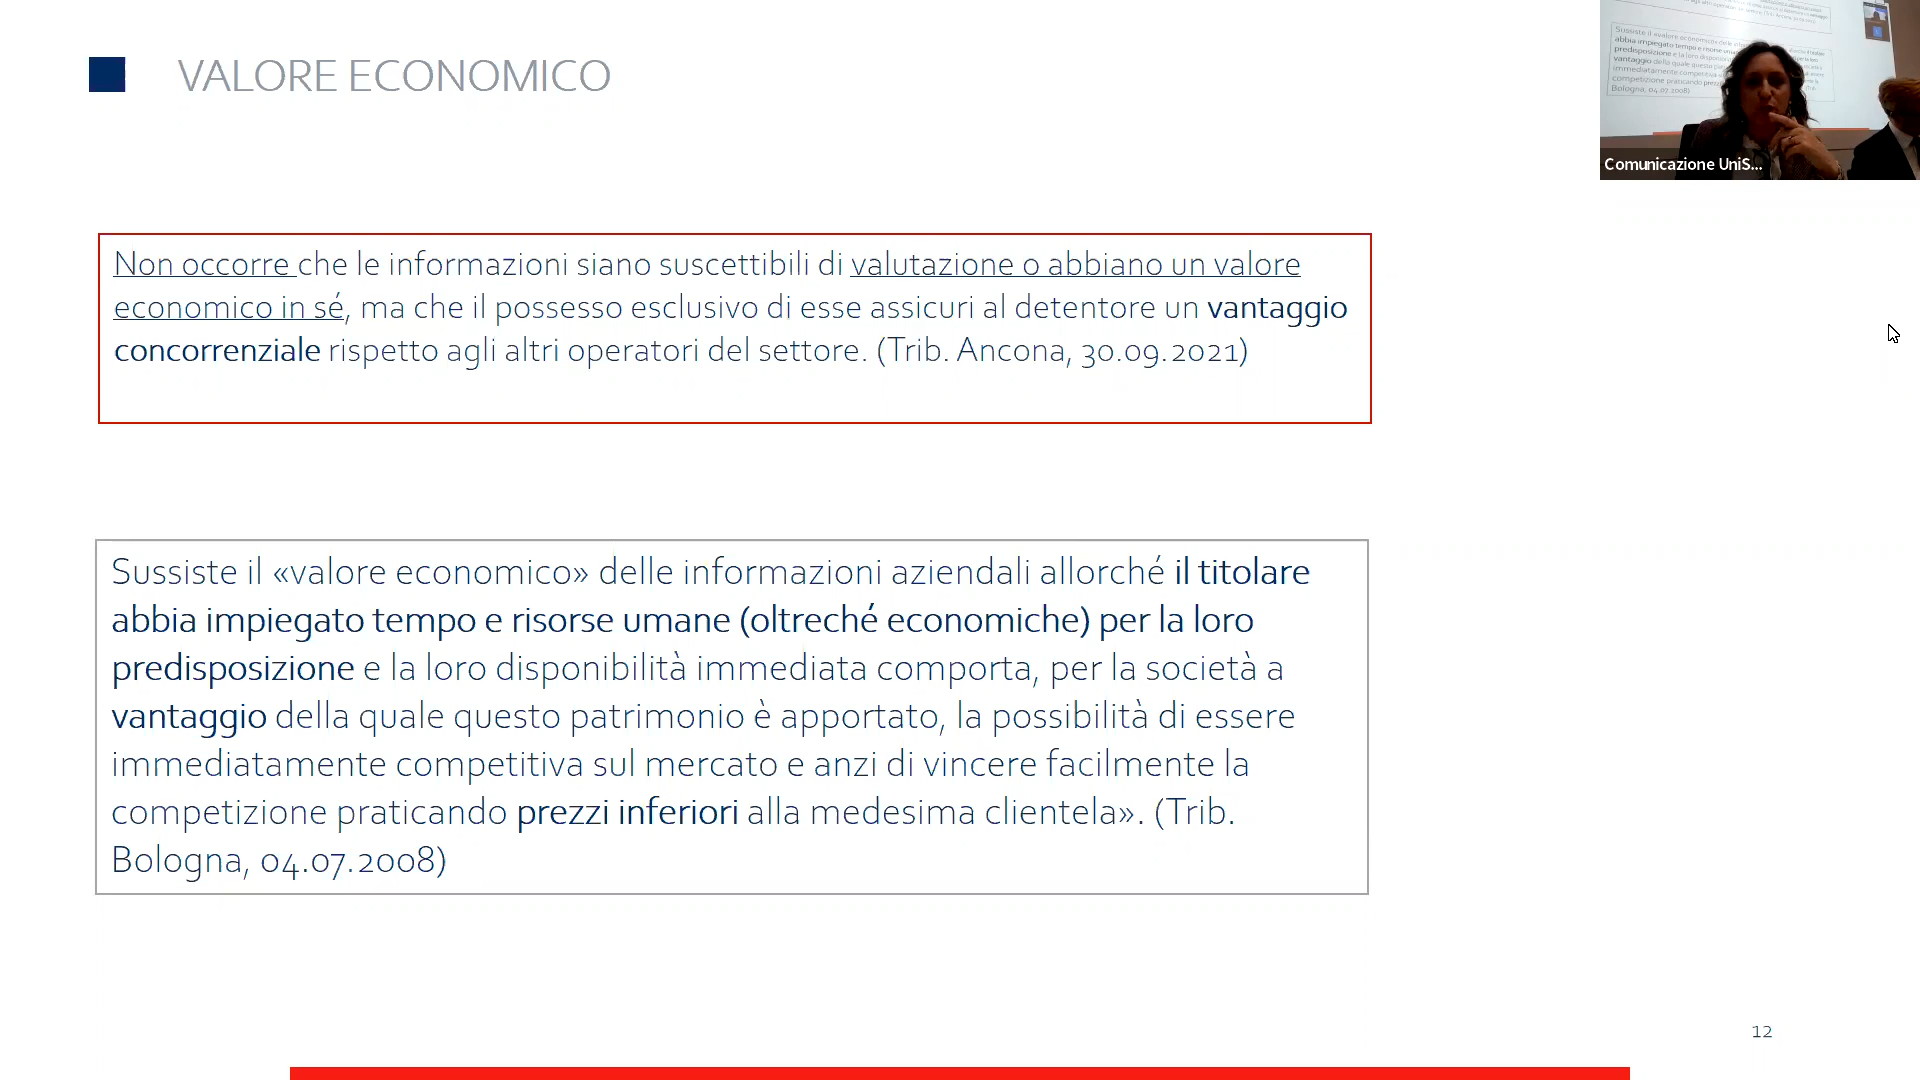 VALORE ECONOMICO
Comunicazione UniS...
Non occorre che le informazioni siano suscettibili di valutazione o abbiano un valore
economico in sé, ma che il possesso esclusivo di esse assicuri al detentore un vantaggio
concorrenziale rispetto agli altri operatori del settore. (Trib. Ancona, 30.09.2021)
Sussiste il «valore economico» delle informazioni aziendali allorché il titolare
abbia impiegato tempo e risorse umane (oltreché economiche) per la loro
predisposizione e la loro disponibilità immediata comporta, per la società a
vantaggio della quale questo patrimonio è apportato, la possibilità di essere
immediatamente competitiva sul mercato e anzi di vincere facilmente la
competizione praticando prezzi inferiori alla medesima clientela». (Trib.
Bologna, 04.07.2008)
12